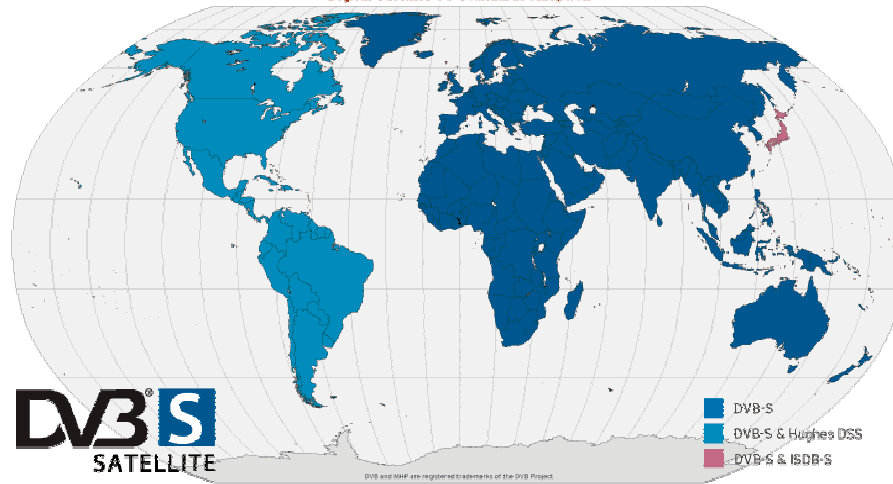 DVB® S
SATELLITE
DVB-S
DVB-S & Hughes DSS
DVB-S & ISDB-S
DVB and MHP are registered trademarks of the DVB Project